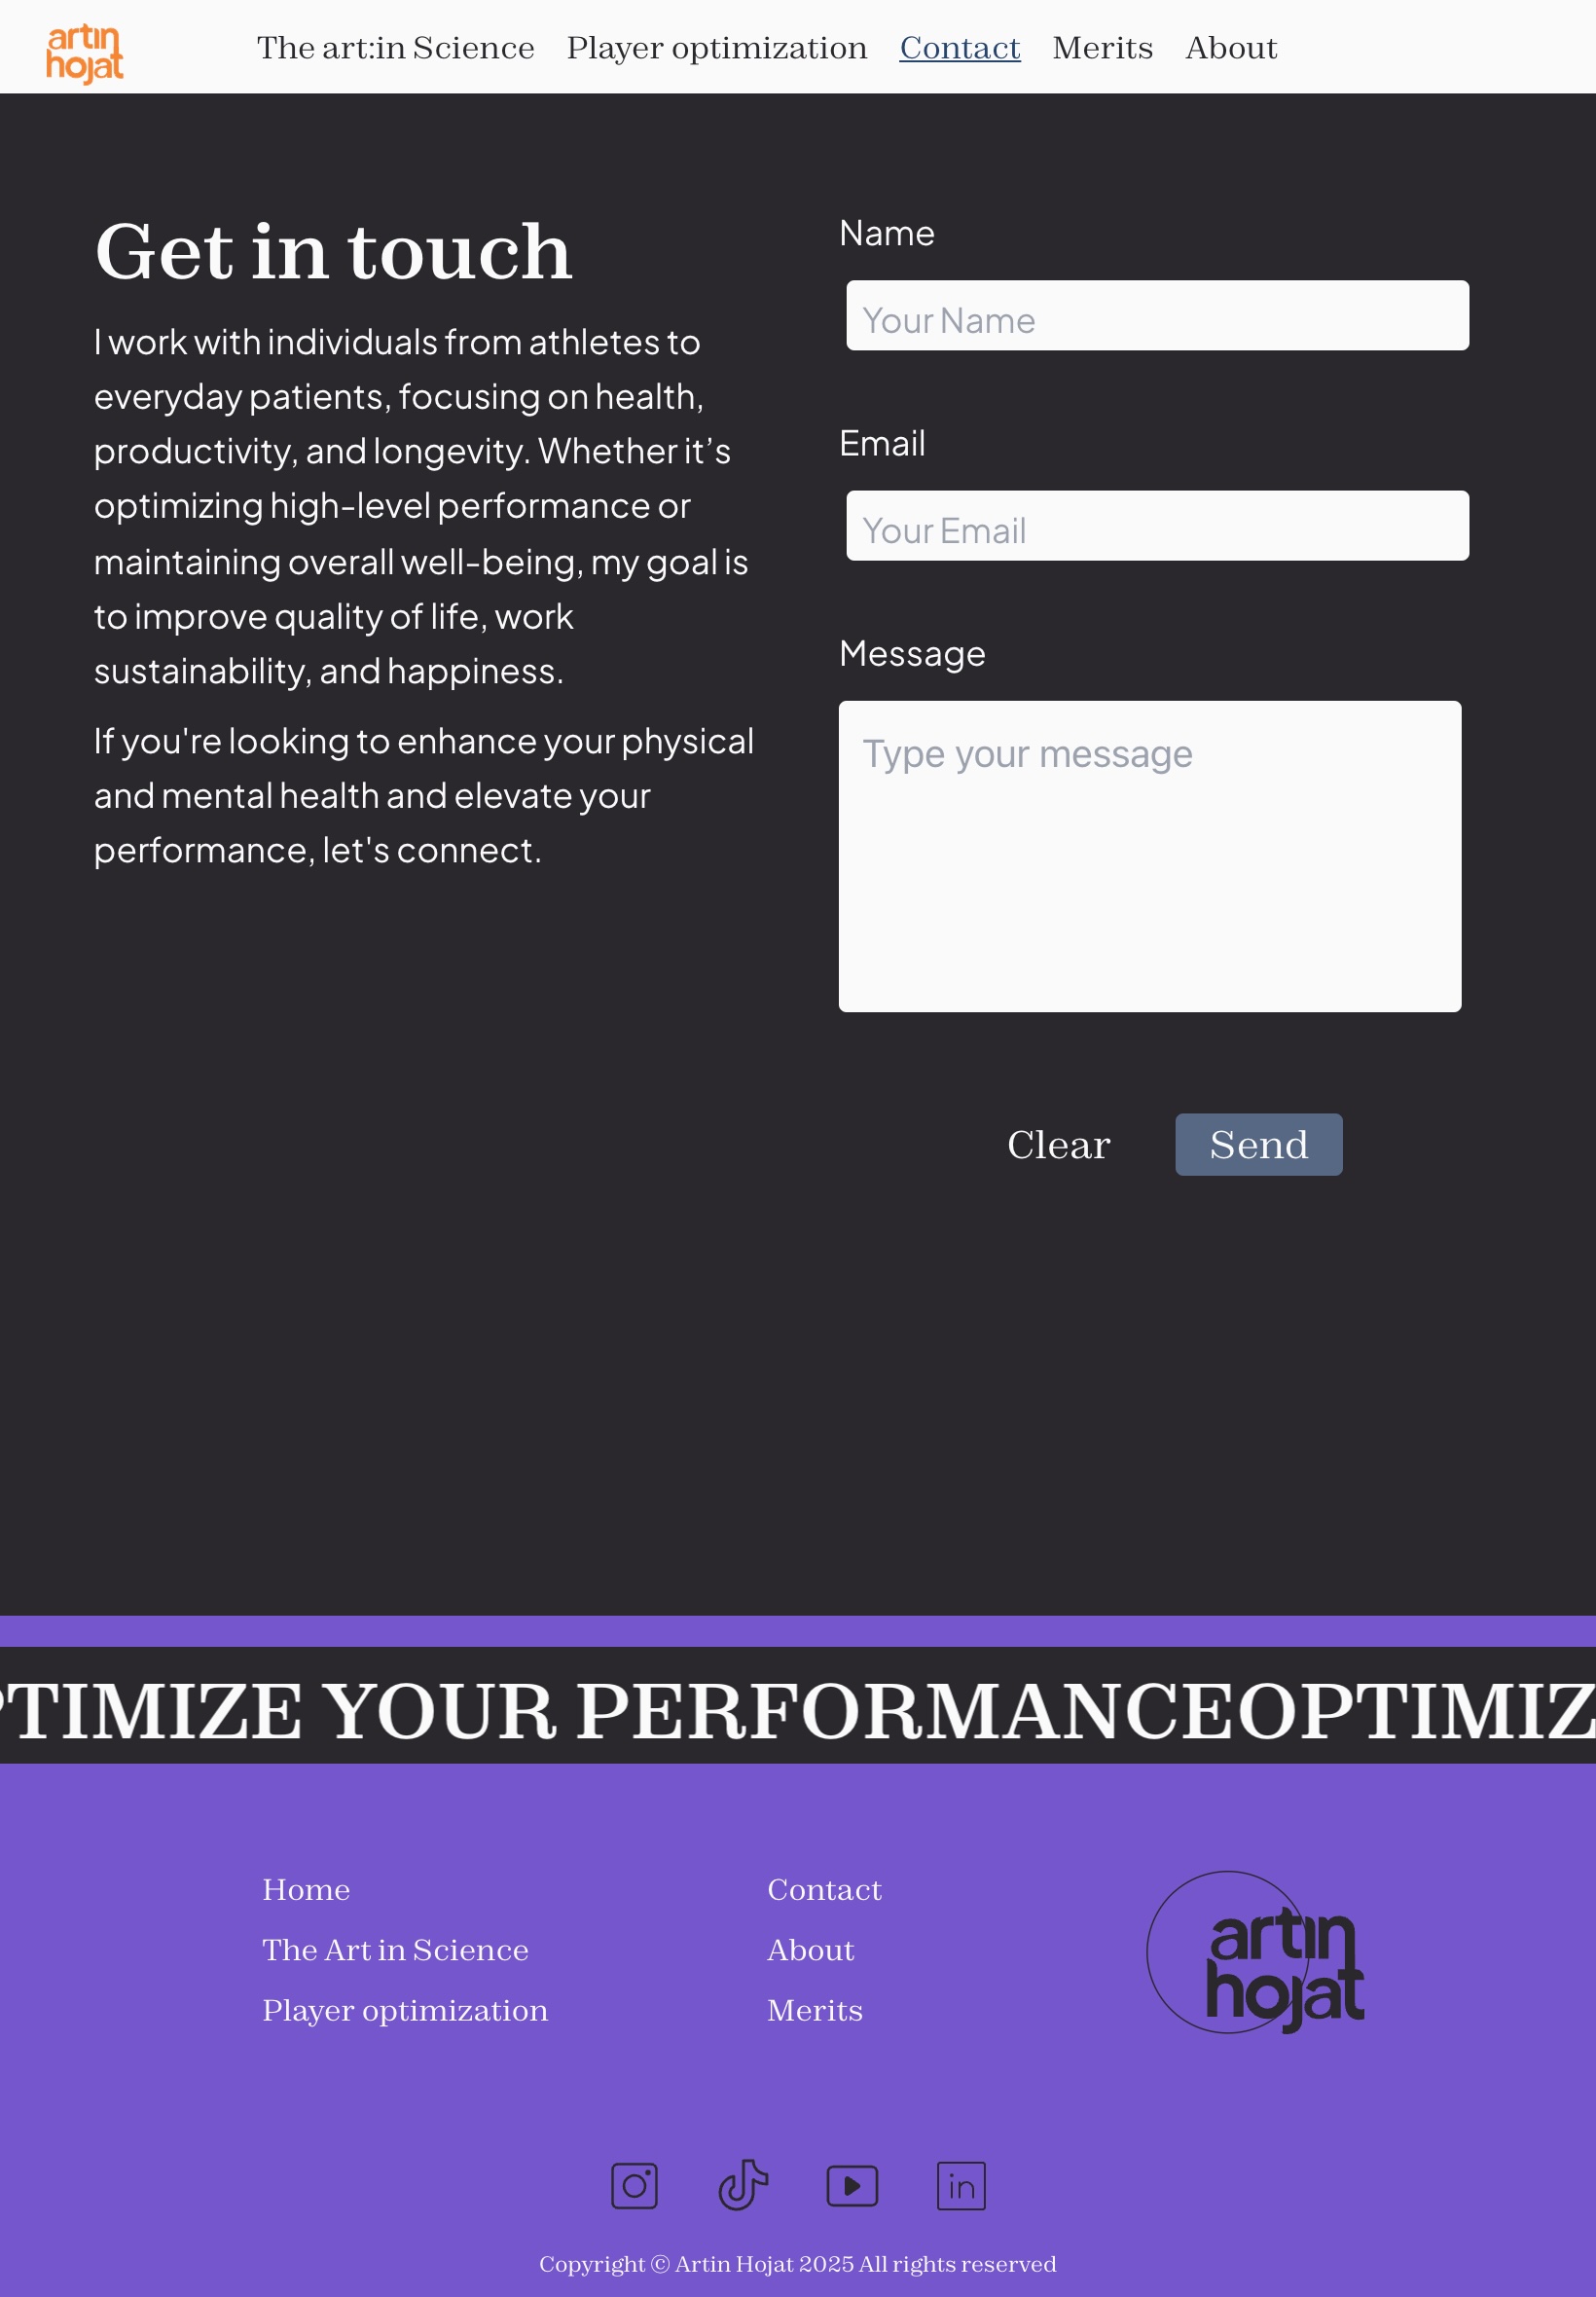 artin
hojat
The art:in Science
Player optimization
Contact
Merits
About
Get in touch
I work with individuals from athletes to
everyday patients, focusing on health,
productivity, and longevity. Whether it’s
optimizing high-level performance or
maintaining overall well-being, my goal is
to improve quality of life, work
sustainability, and happiness.
If you're looking to enhance your physical
and mental health and elevate your
performance, let's connect.
Name
Your Name
Email
Your Email
Message
Type your message
Clear
Send
PTIMIZE YOUR PERFORMANCEOPTIMIZ
Home
The Art in Science
Player optimization
Contact
About
Merits
artin
hojat
in
Copyright © Artin Hojat 2025 All rights reserved